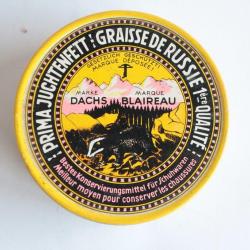 : PRIMA JUCHTENFETT : GRAISSE DE RUSSIE 1ère QUALITÉ :
GESETZLICH GESCHÜTZT
MARQUE DÉPOSÉE
MARKE MARQUE
DACHS BLAIREAU
Bestes Konservierungsmittel für Schuhwaren
Meilleur moyen pour conserver les chaussures